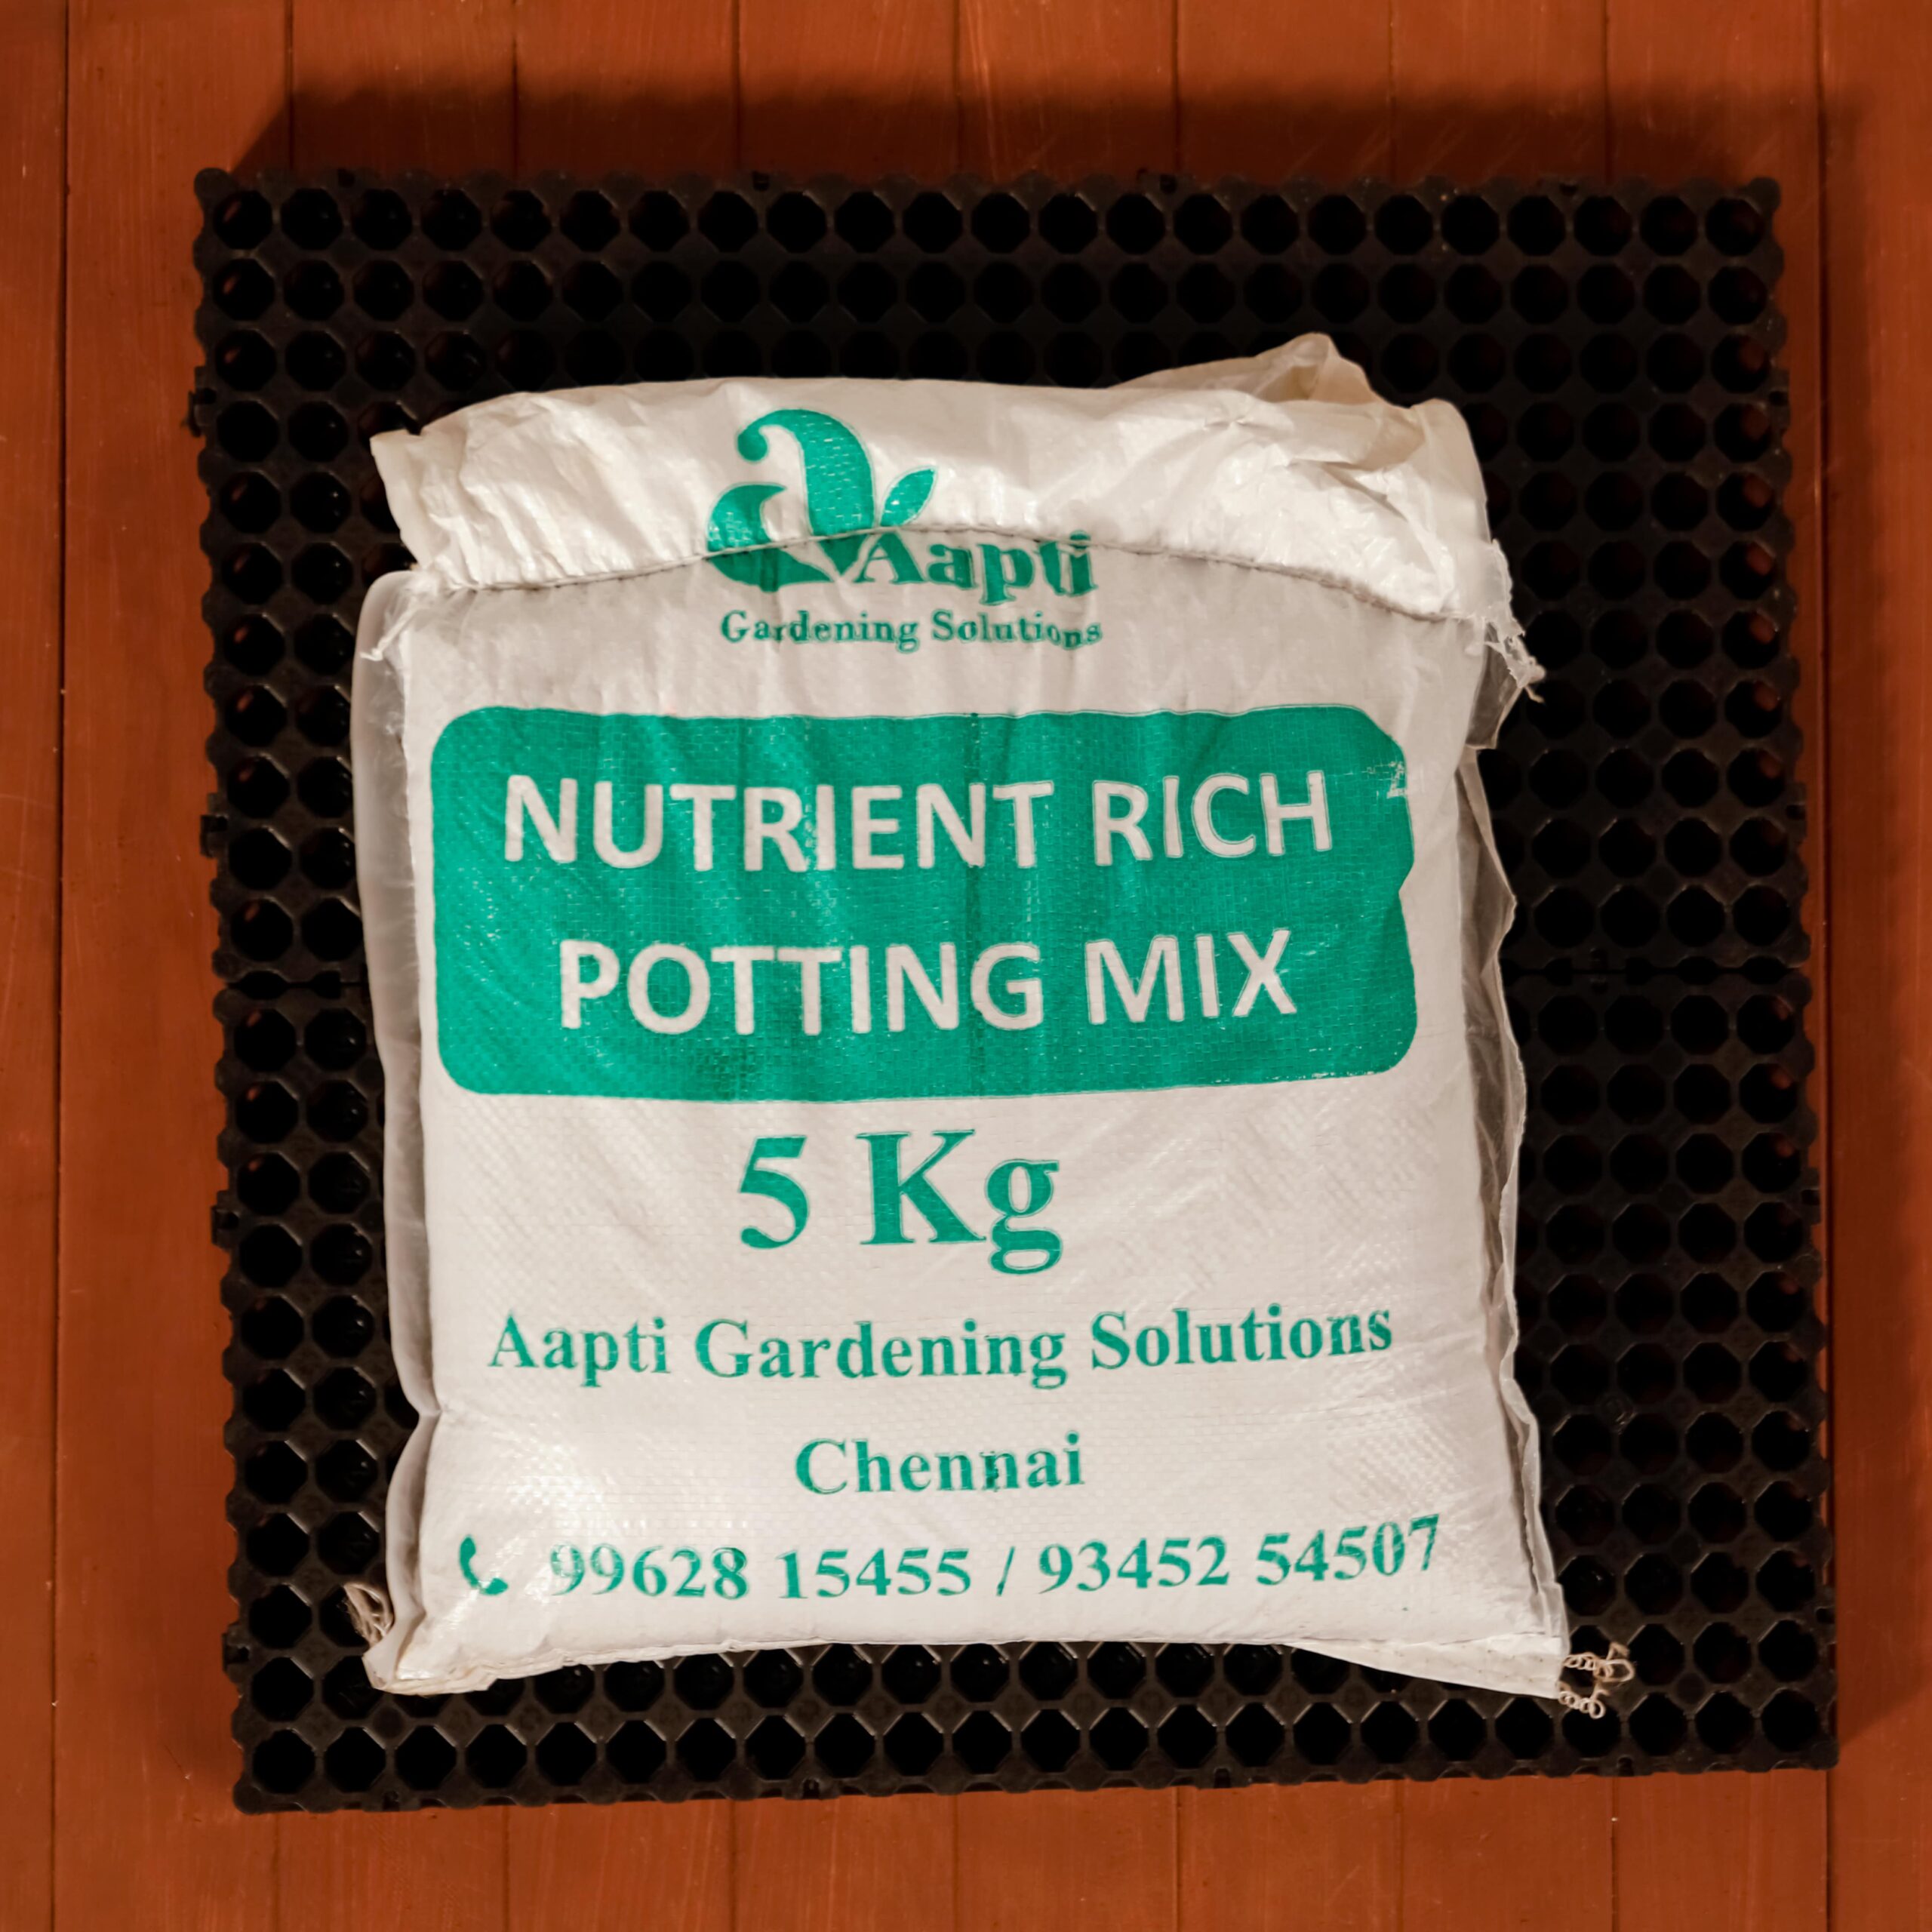 Aapti
Gardening Solutions
NUTRIENT RICH
POTTING MIX
5 Kg
Aapti Gardening Solutions
Chennai
99628 15455 / 93452 54507